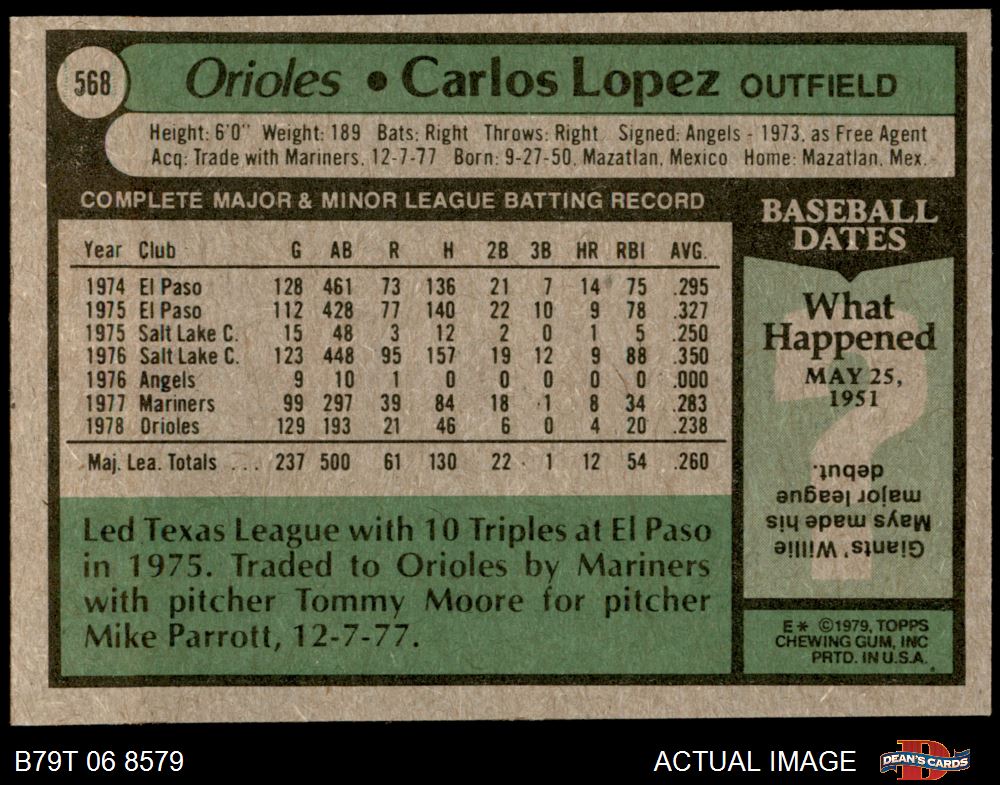 568
Orioles • Carlos Lopez OUTFIELD
Height: 6'0" Weight: 189 Bats: Right Throws: Right Signed: Angels - 1973, as Free Agent
Acq: Trade with Mariners, 12-7-77 Born: 9-27-50, Mazatlan, Mexico Home: Mazatlan, Mex.
COMPLETE MAJOR & MINOR LEAGUE BATTING RECORD
Year Club G AB R H 2B 3B HR RBI AVG.
1974 El Paso 128 461 73 136 21 7 14 75 .295
1975 El Paso 112 428 77 140 22 10 9 78 .327
1975 Salt Lake C. 15 48 3 12 2 0 1 5 .250
1976 Salt Lake C. 123 448 95 157 19 12 9 88 .350
1976 Angels 9 10 1 0 0 0 0 0 .000
1977 Mariners 99 297 39 84 18 1 8 34 .283
1978 Orioles 129 193 21 46 6 0 4 20 .238
Maj. Lea. Totals ... 237 500 61 130 22 1 12 54 .260
Led Texas League with 10 Triples at El Paso
in 1975. Traded to Orioles by Mariners
with pitcher Tommy Moore for pitcher
Mike Parrott, 12-7-77.
BASEBALL
DATES
What
Happened
MAY 25,
1951
?
Giants' Willie
Mays made his
major league
debut.
E* ©1979, TOPPS
CHEWING GUM, INC
PRTD. IN U.S.A.
B79T 06 8579
ACTUAL IMAGE
D
DEAN'S CARDS